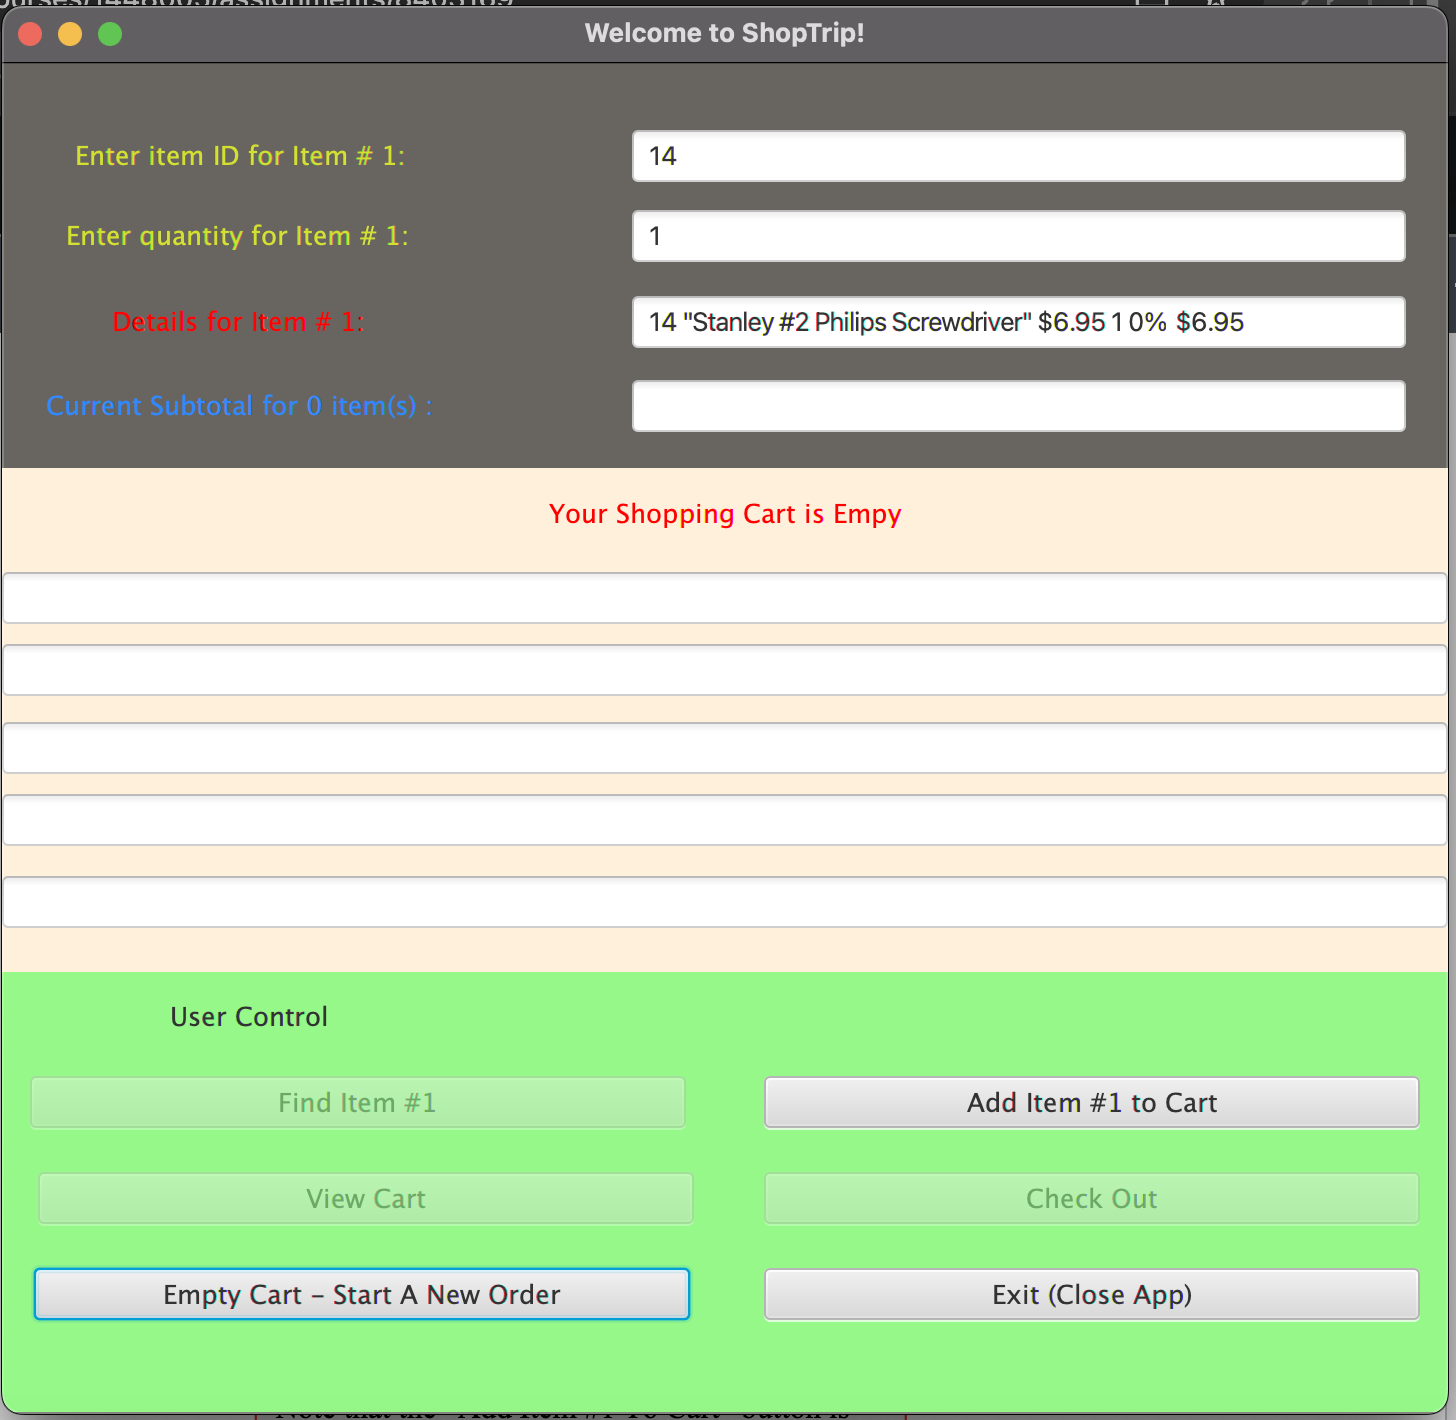 Welcome to ShopTrip!
Enter item ID for Item # 1:
14
Enter quantity for Item # 1:
1
Details for Item # 1:
14 "Stanley #2 Philips Screwdriver" $6.95 1 0% $6.95
Current Subtotal for 0 item(s) :
Your Shopping Cart is Empy
User Control
Find Item #1
Add Item #1 to Cart
View Cart
Check Out
Empty Cart - Start A New Order
Exit (Close App)